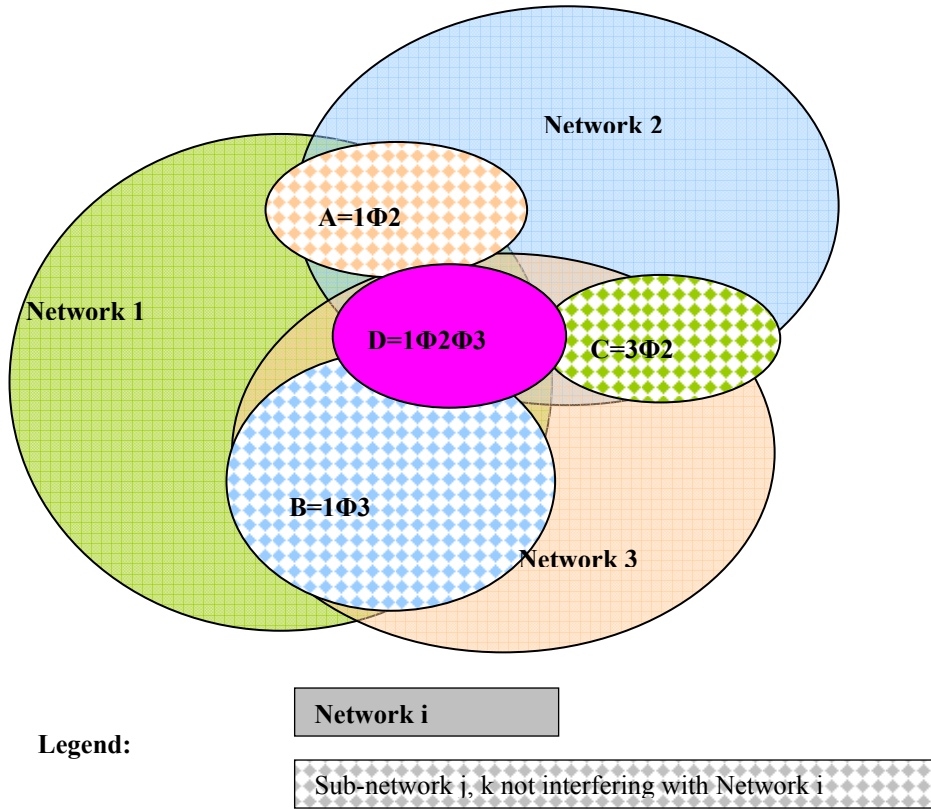 Network 2
A=1Φ2
Network 1
D=1Φ2Φ3
C=3Φ2
B=1Φ3
Network 3
Network i
Legend:
Sub-network j, k not interfering with Network i